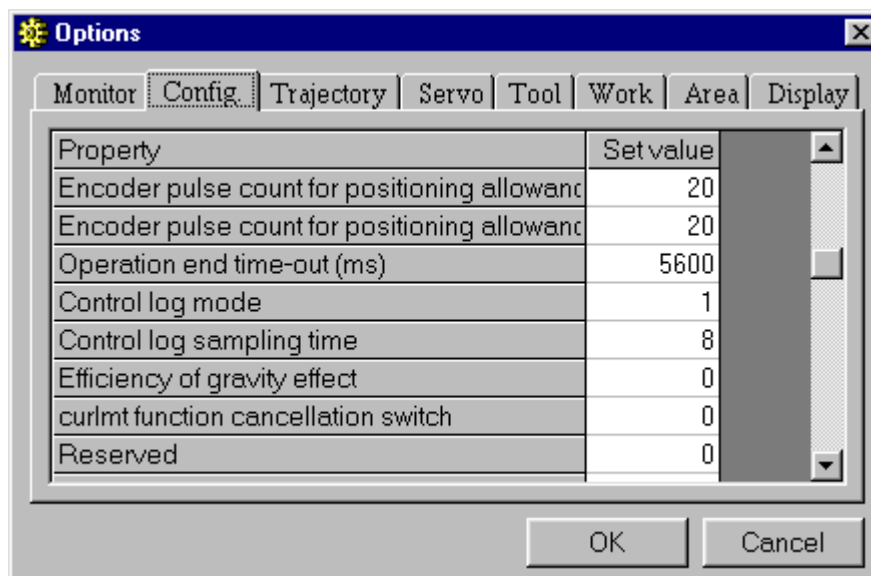 Options
Monitor Config. Trajectory Servo Tool Work Area Display
Property Set value
Encoder pulse count for positioning allowanc 20
Encoder pulse count for positioning allowanc 20
Operation end time-out (ms) 5600
Control log mode 1
Control log sampling time 8
Efficiency of gravity effect 0
curlmt function cancellation switch 0
Reserved 0
OK Cancel